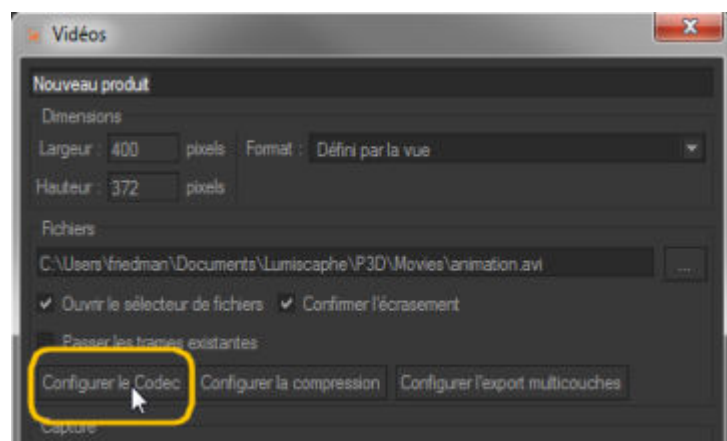 Vidéos
Nouveau produit
Dimensions
Largeur : 400 pixels Format : Défini par la vue
Hauteur : 372 pixels
Fichiers
C:\Users\friedman\Documents\Lumiscaphe\P3D\Movies\animation.avi ...
Ouvrir le sélecteur de fichiers Confirmer l'écrasement
Passer les trames existantes
Configurer le Codec Configurer la compression Configurer l'export multicouches
Capture